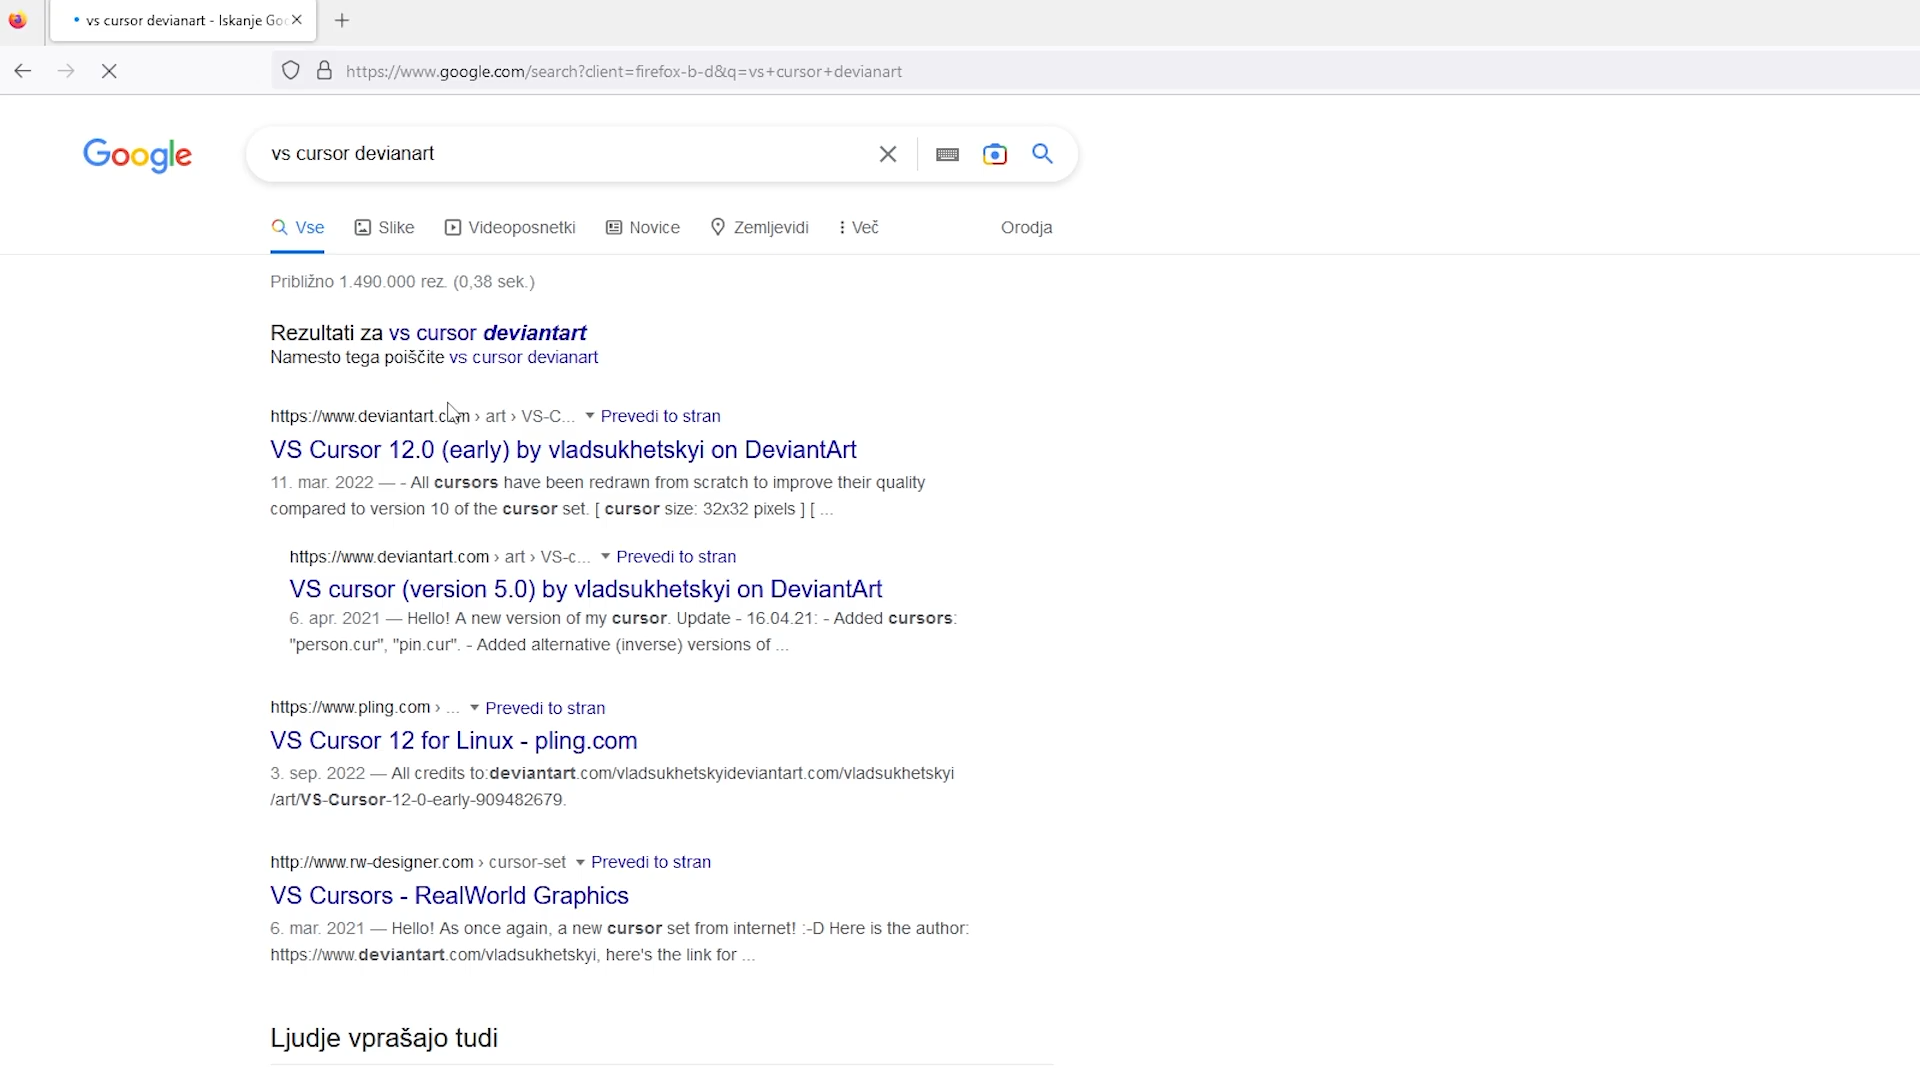 vs cursor devianart - Iskanje Goo
https://www.google.com/search?client=firefox-b-d&q=vs+cursor+devianart
Google
vs cursor devianart
Vse Slike Videoposnetki Novice Zemljevidi Več Orodja
Približno 1.490.000 rez. (0,38 sek.)
Rezultati za vs cursor deviantart
Namesto tega poiščite vs cursor devianart
https://www.deviantart.com › art › VS-C... Prevedi to stran
VS Cursor 12.0 (early) by vladsukhetskyi on DeviantArt
11. mar. 2022 — - All cursors have been redrawn from scratch to improve their quality
compared to version 10 of the cursor set. [ cursor size: 32x32 pixels ] [ ...
https://www.deviantart.com › art › VS-c... Prevedi to stran
VS cursor (version 5.0) by vladsukhetskyi on DeviantArt
6. apr. 2021 — Hello! A new version of my cursor. Update - 16.04.21: - Added cursors:
"person.cur", "pin.cur". - Added alternative (inverse) versions of ...
https://www.pling.com › ... Prevedi to stran
VS Cursor 12 for Linux - pling.com
3. sep. 2022 — All credits to:deviantart.com/vladsukhetskyideviantart.com/vladsukhetskyi
/art/VS-Cursor-12-0-early-909482679.
http://www.rw-designer.com › cursor-set Prevedi to stran
VS Cursors - RealWorld Graphics
6. mar. 2021 — Hello! As once again, a new cursor set from internet! :-D Here is the author:
https://www.deviantart.com/vladsukhetskyi, here's the link for ...
Ljudje vprašajo tudi